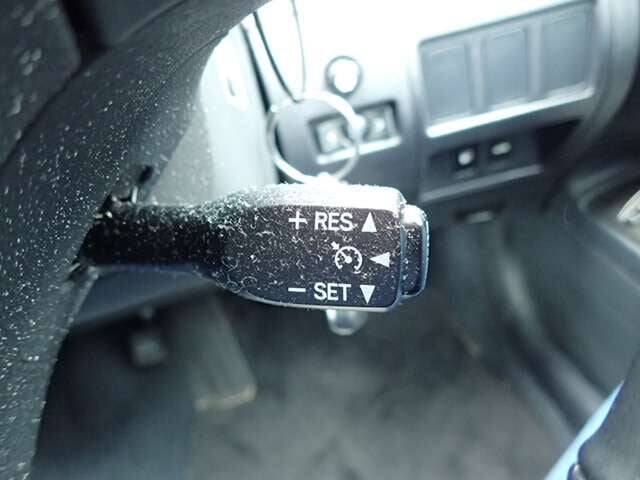 + RES ▲
◄
− SET ▼